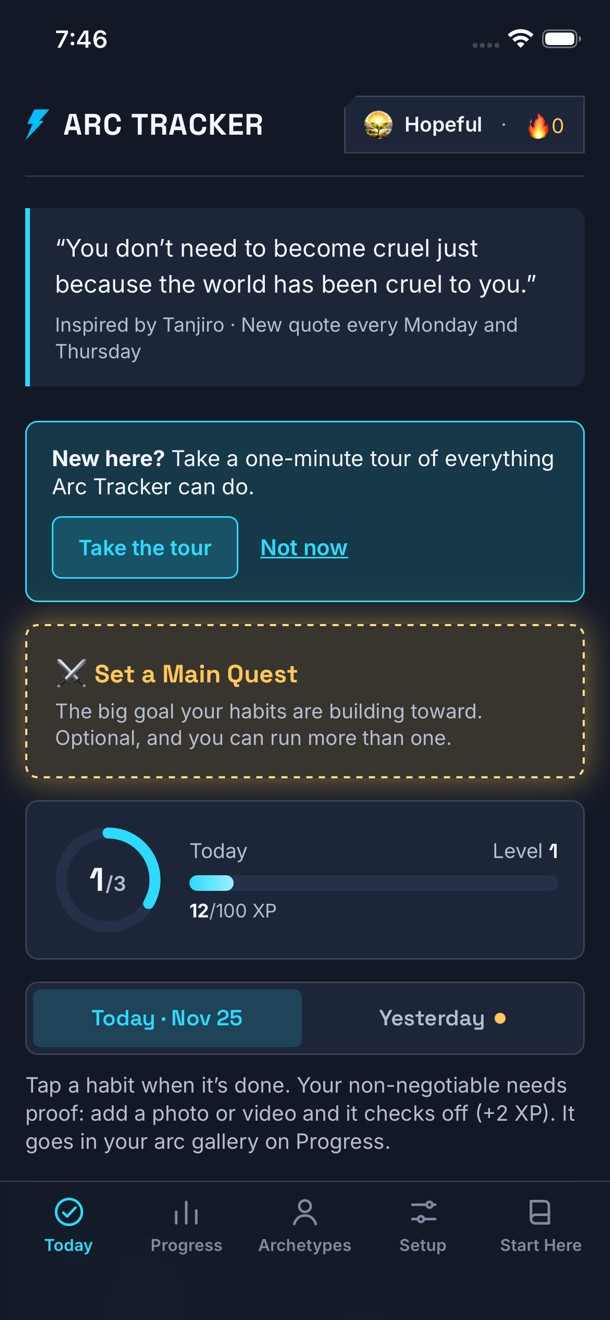 7:46
ARC TRACKER
Hopeful · 🔥0
“You don’t need to become cruel just
because the world has been cruel to you.”
Inspired by Tanjiro · New quote every Monday and
Thursday
New here? Take a one-minute tour of everything
Arc Tracker can do.
Take the tour
Not now
⚔️ Set a Main Quest
The big goal your habits are building toward.
Optional, and you can run more than one.
1/3
Today
Level 1
12/100 XP
Today · Nov 25
Yesterday
Tap a habit when it’s done. Your non-negotiable needs
proof: add a photo or video and it checks off (+2 XP). It
goes in your arc gallery on Progress.
Today
Progress
Archetypes
Setup
Start Here